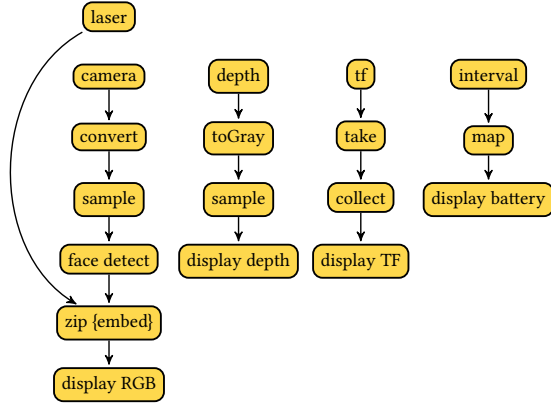 laser
camera
convert
sample
face detect
zip {embed}
display RGB
depth
toGray
sample
display depth
tf
take
collect
display TF
interval
map
display battery